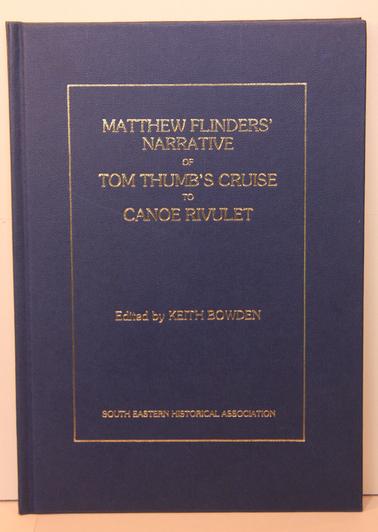 MATTHEW FLINDERS'
NARRATIVE
OF
TOM THUMB'S CRUISE
TO
CANOE RIVULET
Edited by KEITH BOWDEN
SOUTH EASTERN HISTORICAL ASSOCIATION